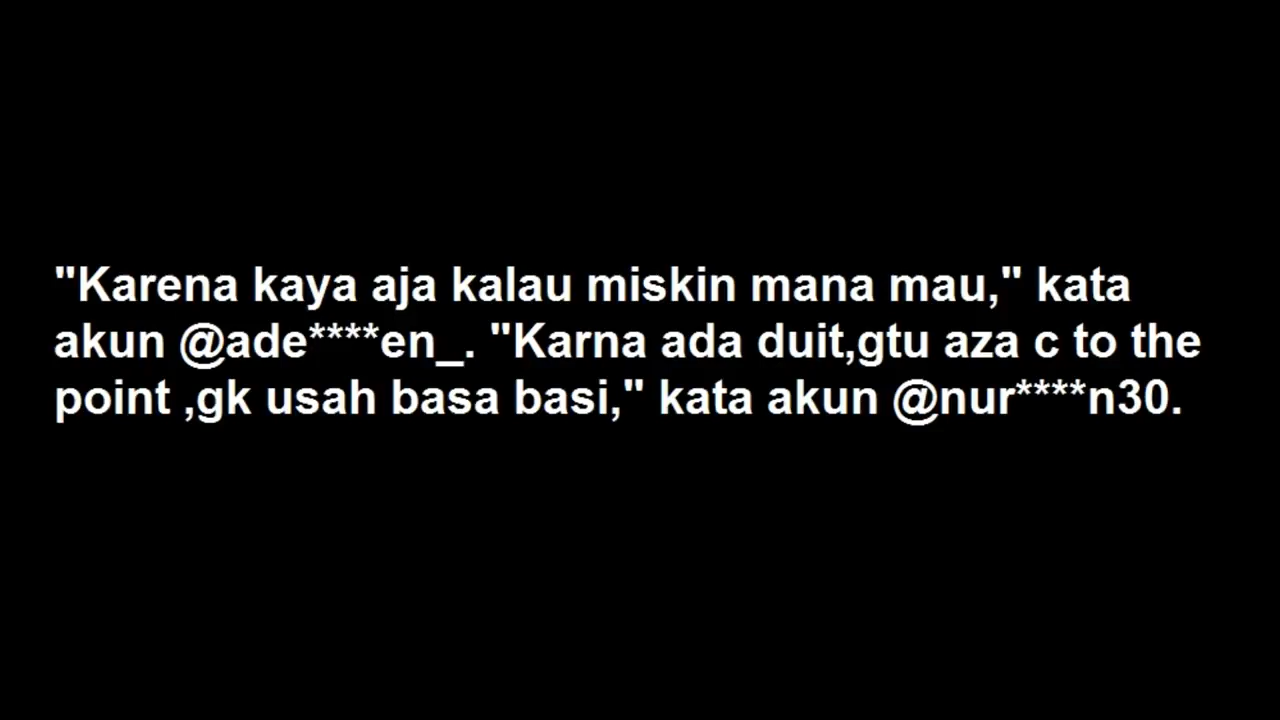 "Karena kaya aja kalau miskin mana mau," kata
akun @ade****en_. "Karna ada duit,gtu aza c to the
point ,gk usah basa basi," kata akun @nur****n30.